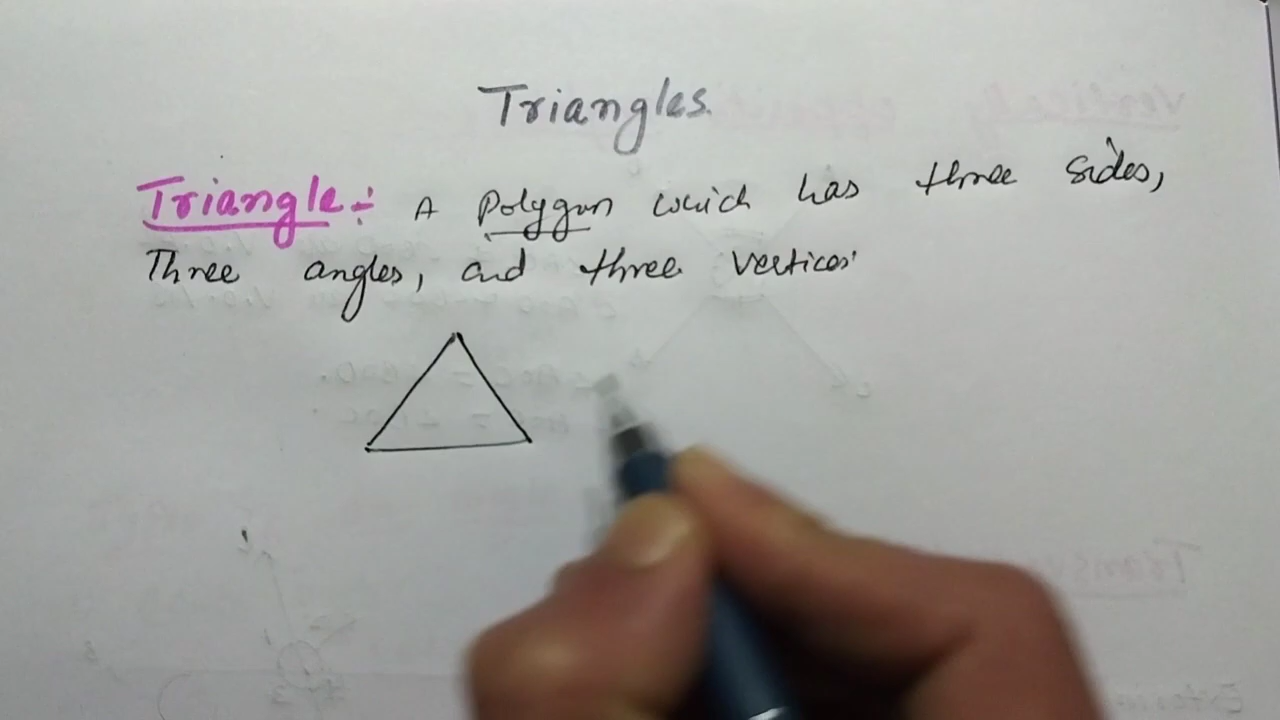 Triangles.
Triangle:- A Polygon which has three sides,
Three angles, and three vertices.